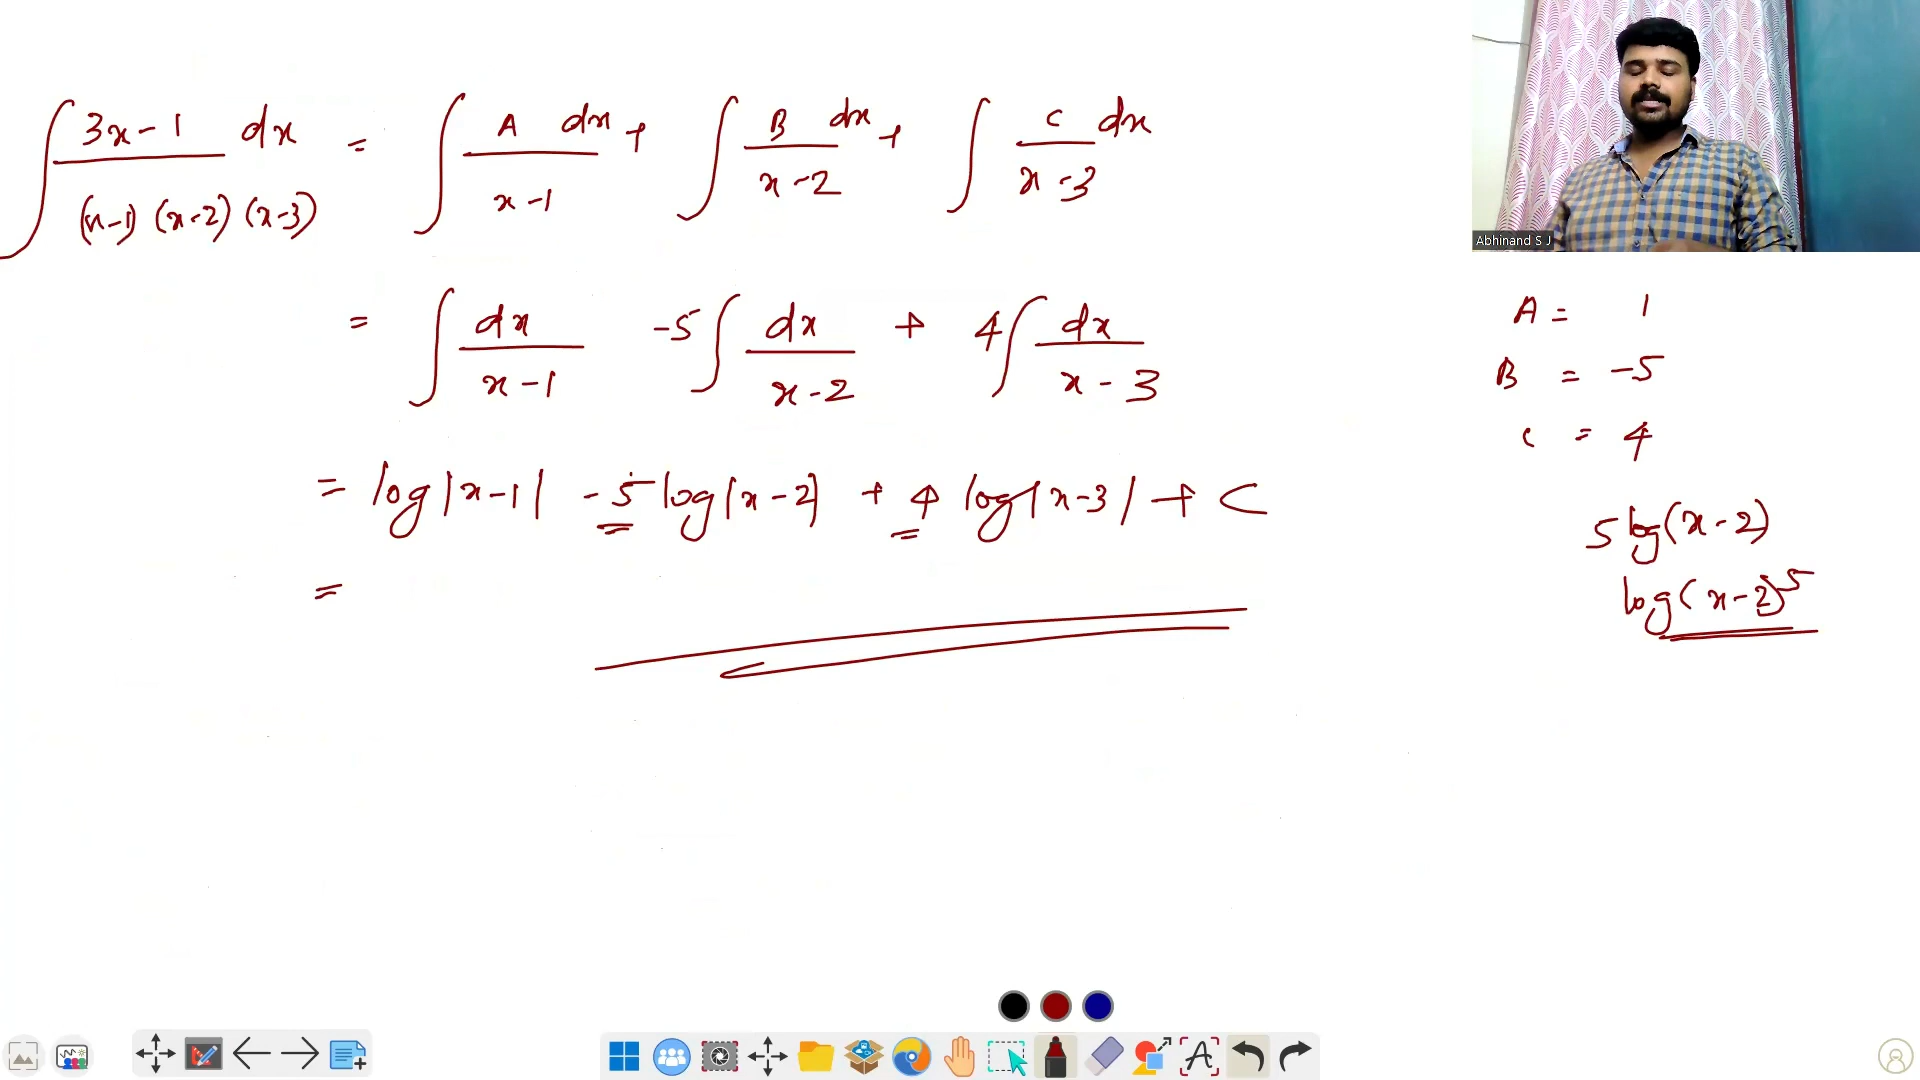 ∫ (3x-1)/((x-1)(x-2)(x-3)) dx = ∫ A/(x-1) dx + ∫ B/(x-2) dx + ∫ C/(x-3) dx
= ∫ dx/(x-1) -5 ∫ dx/(x-2) + 4 ∫ dx/(x-3)
= log|x-1| - 5 log|x-2| + 4 log|x-3| + C
=
Abhinand S J
A = 1
B = -5
C = 4
5 log(x-2)
log(x-2)⁵